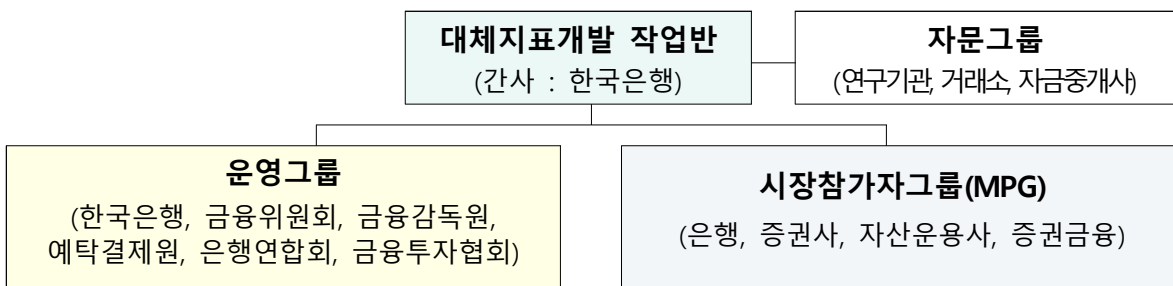 대체지표개발 작업반
(간사 : 한국은행)
자문그룹
(연구기관, 거래소, 자금중개사)
운영그룹
(한국은행, 금융위원회, 금융감독원,
예탁결제원, 은행연합회, 금융투자협회)
시장참가자그룹(MPG)
(은행, 증권사, 자산운용사, 증권금융)